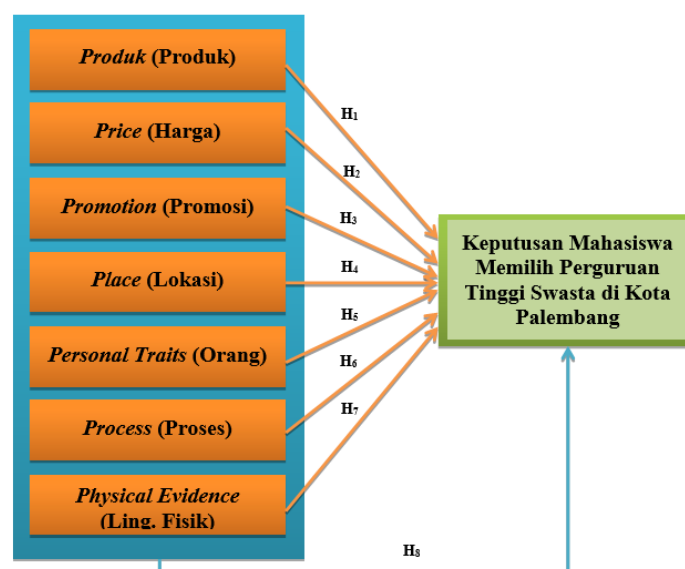 Produk (Produk)
H₁
Price (Harga)
H₂
Promotion (Promosi)
H₃
Place (Lokasi)
H₄
Personal Traits (Orang)
H₅
H₆
Process (Proses)
H₇
Physical Evidence
(Ling. Fisik)
Keputusan Mahasiswa
Memilih Perguruan
Tinggi Swasta di Kota
Palembang
H₈